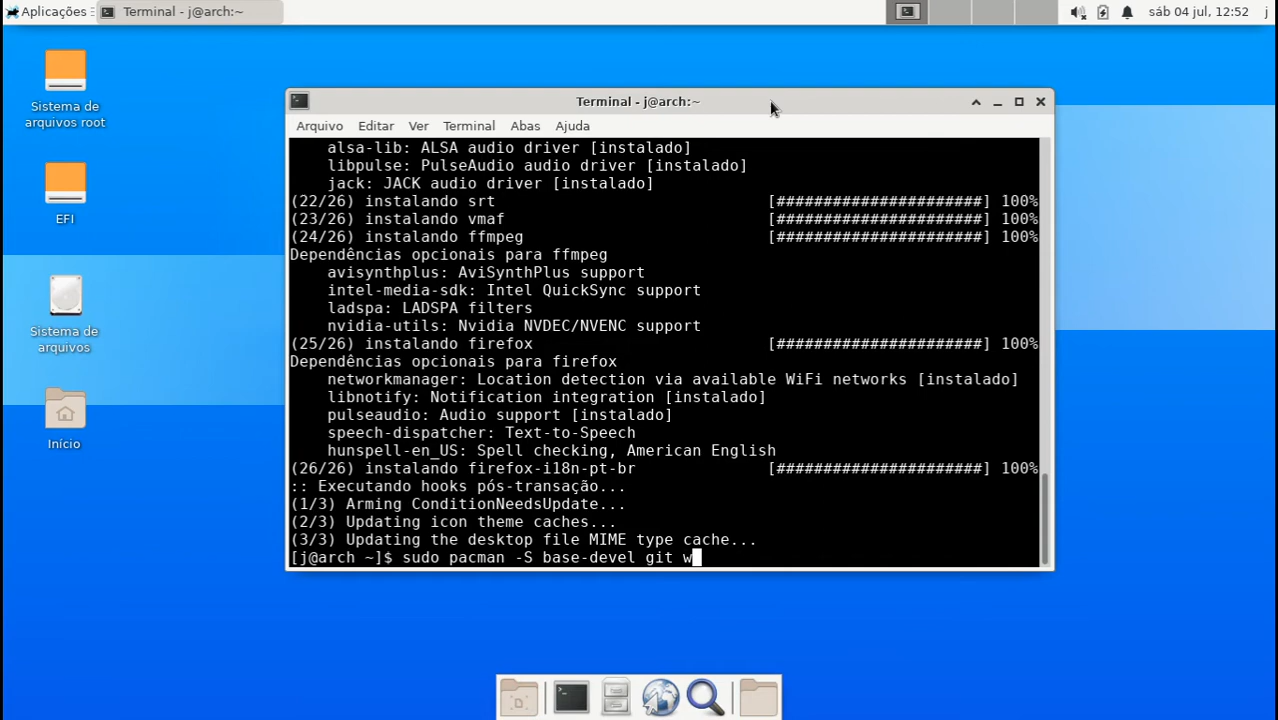 Aplicações
Terminal - j@arch:~
sáb 04 jul, 12:52
j
Sistema de
arquivos root
EFI
Sistema de
arquivos
Início
Terminal - j@arch:~
Arquivo Editar Ver Terminal Abas Ajuda
alsa-lib: ALSA audio driver [instalado]
libpulse: PulseAudio audio driver [instalado]
jack: JACK audio driver [instalado]
(22/26) instalando srt [######################] 100%
(23/26) instalando vmaf [######################] 100%
(24/26) instalando ffmpeg [######################] 100%
Dependências opcionais para ffmpeg
avisynthplus: AviSynthPlus support
intel-media-sdk: Intel QuickSync support
ladspa: LADSPA filters
nvidia-utils: Nvidia NVDEC/NVENC support
(25/26) instalando firefox [######################] 100%
Dependências opcionais para firefox
networkmanager: Location detection via available WiFi networks [instalado]
libnotify: Notification integration [instalado]
pulseaudio: Audio support [instalado]
speech-dispatcher: Text-to-Speech
hunspell-en_US: Spell checking, American English
(26/26) instalando firefox-i18n-pt-br [######################] 100%
:: Executando hooks pós-transação...
(1/3) Arming ConditionNeedsUpdate...
(2/3) Updating icon theme caches...
(3/3) Updating the desktop file MIME type cache...
[j@arch ~]$ sudo pacman -S base-devel git w